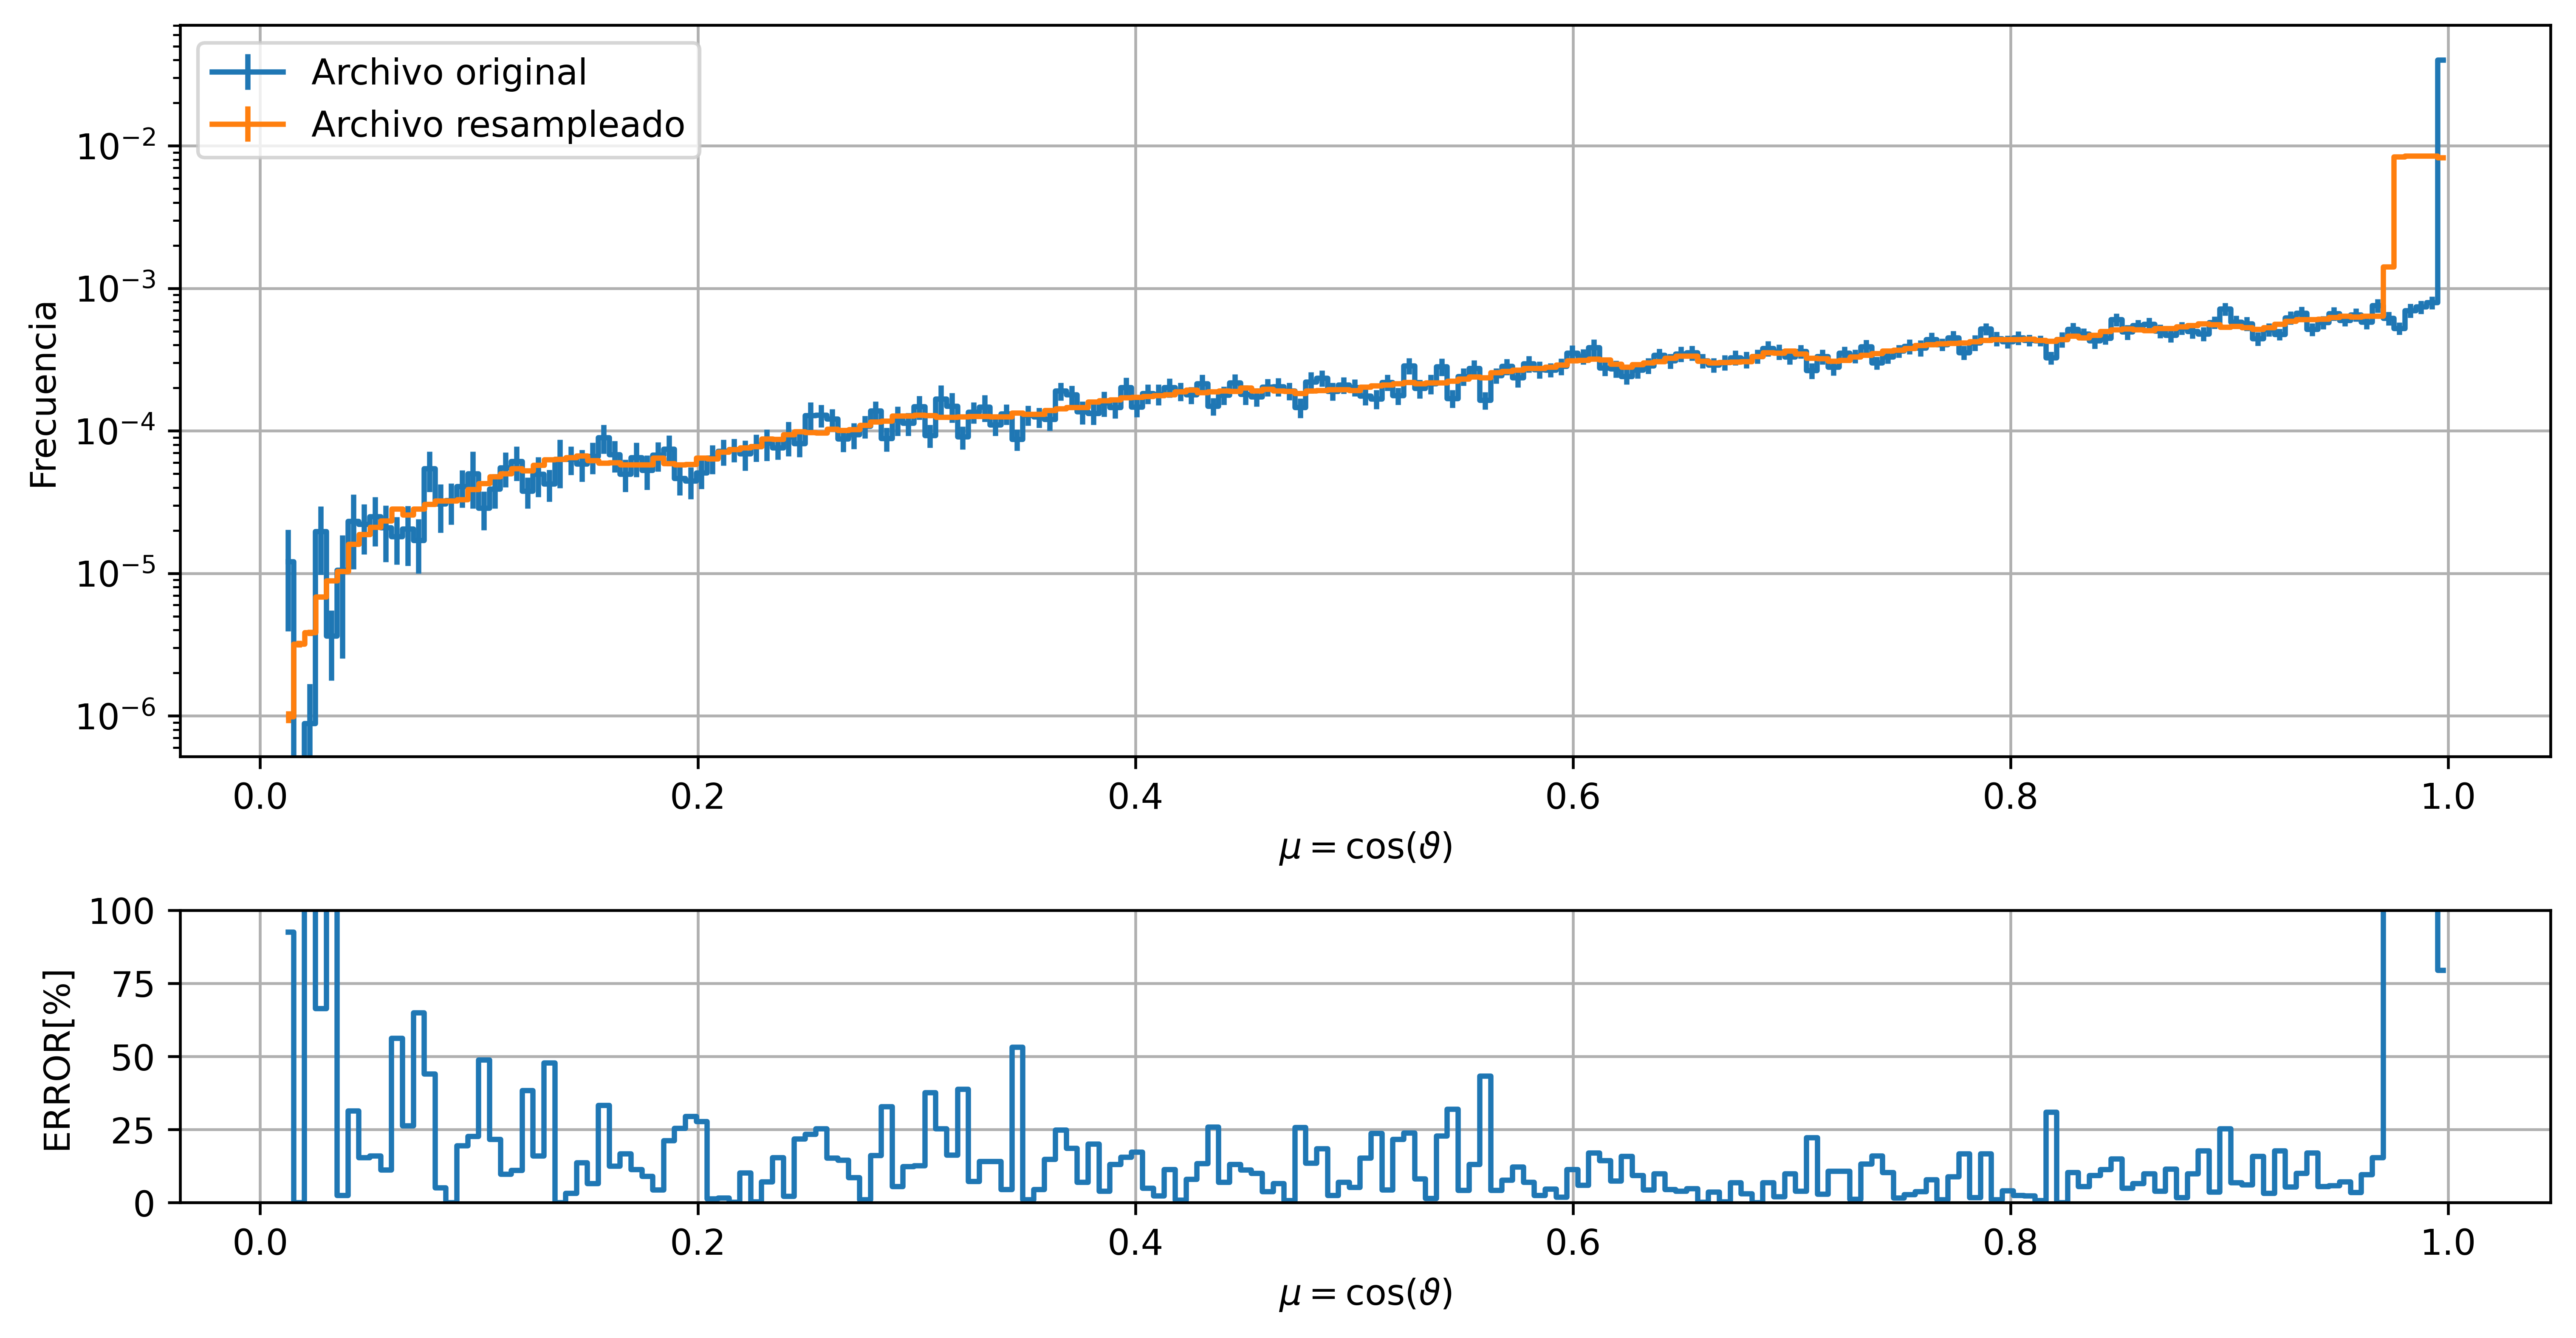 Archivo original
Archivo resampleado
Frecuencia
10⁻²
10⁻³
10⁻⁴
10⁻⁵
10⁻⁶
0.0 0.2 0.4 0.6 0.8 1.0
μ = cos(ϑ)
ERROR[%]
100
75
50
25
0
0.0 0.2 0.4 0.6 0.8 1.0
μ = cos(ϑ)